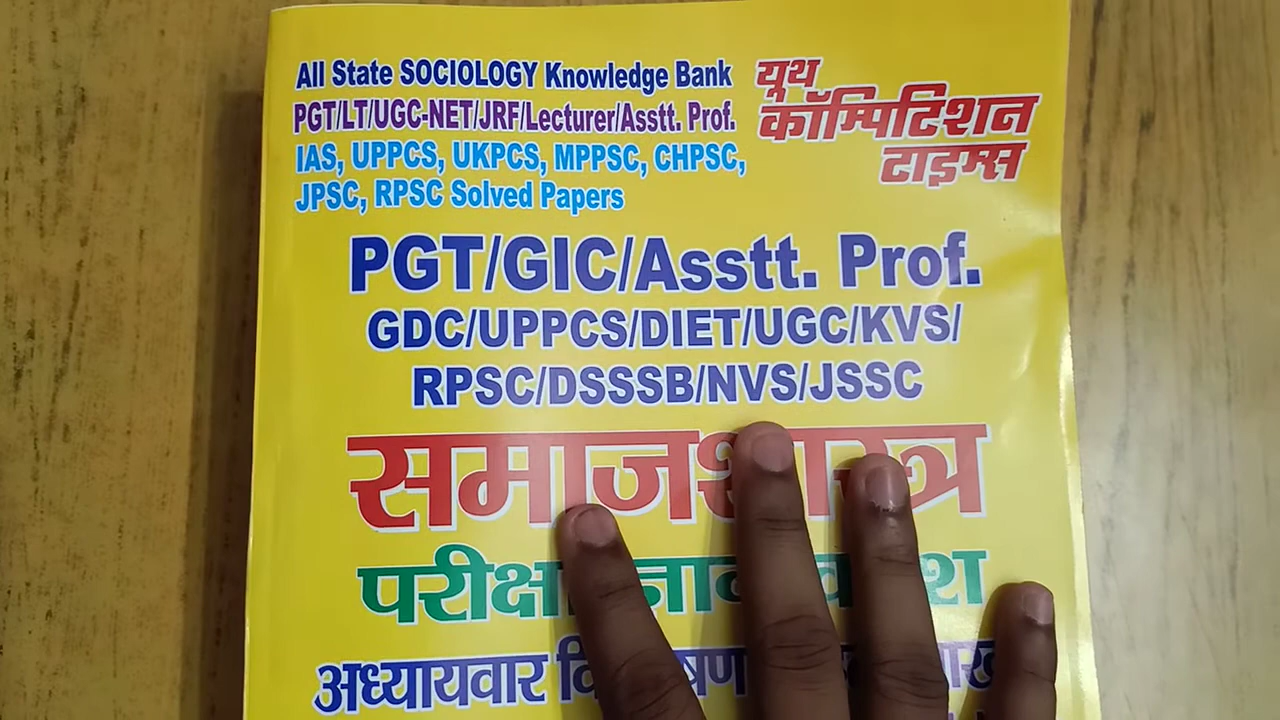 All State SOCIOLOGY Knowledge Bank
PGT/LT/UGC-NET/JRF/Lecturer/Asstt. Prof.
IAS, UPPCS, UKPCS, MPPSC, CHPSC,
JPSC, RPSC Solved Papers
यूथ
कॉम्पिटिशन
टाइम्स
PGT/GIC/Asstt. Prof.
GDC/UPPCS/DIET/UGC/KVS/
RPSC/DSSSB/NVS/JSSC
समाजशास्त्र
अध्यायवार